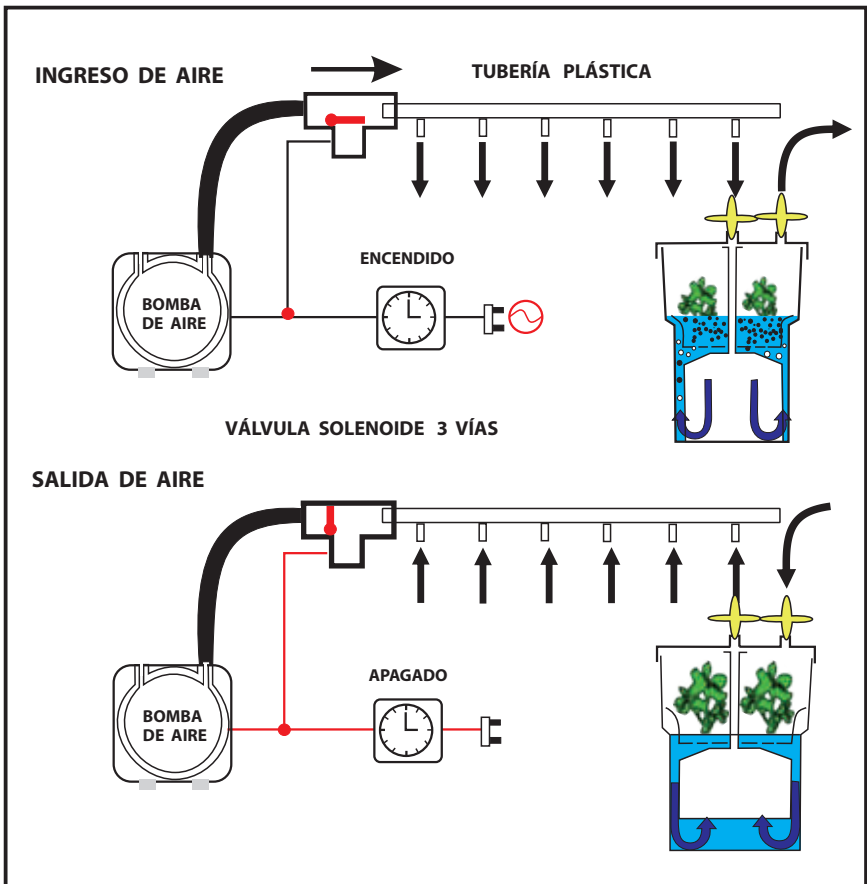 INGRESO DE AIRE
TUBERÍA PLÁSTICA
ENCENDIDO
BOMBA
DE AIRE
VÁLVULA SOLENOIDE 3 VÍAS
SALIDA DE AIRE
APAGADO
BOMBA
DE AIRE